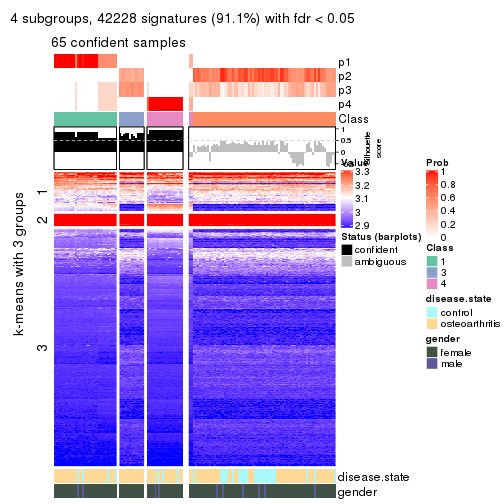 4 subgroups, 42228 signatures (91.1%) with fdr < 0.05
65 confident samples
p1
p2
p3
p4
Class
1
0.5
0
Silhouette
score
k-means with 3 groups
1
2
3
Value
3.3
3.2
3.1
3
2.9
Status (barplots)
confident
ambiguous
Prob
1
0.8
0.6
0.4
0.2
0
Class
1
3
4
disease.state
control
osteoarthritis
gender
female
male
disease.state
gender